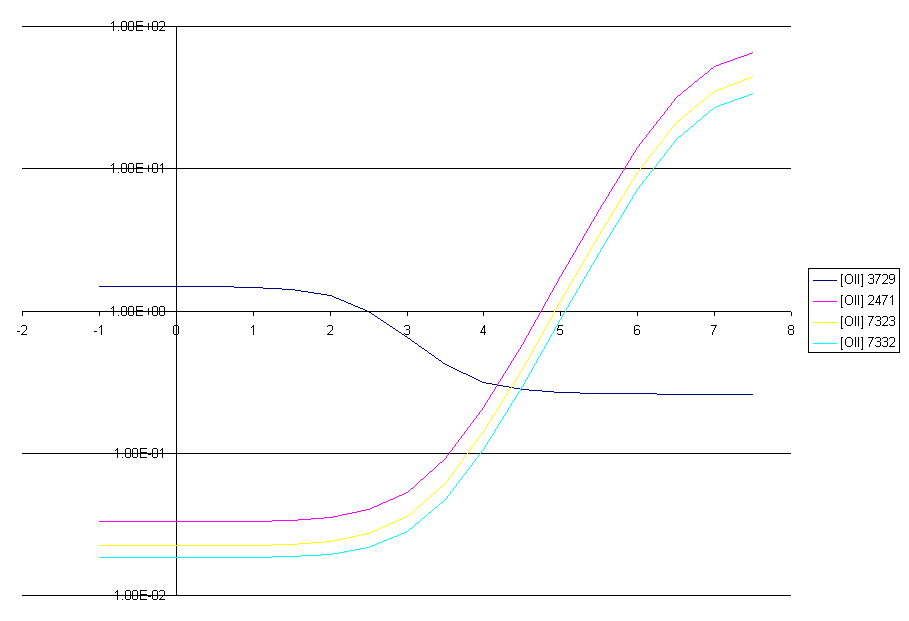 1.00E+02
1.00E+01
1.00E+00
-2 -1 0 1 2 3 4 5 6 7 8
1.00E-01
1.00E-02
[OII] 3729
[OII] 2471
[OII] 7323
[OII] 7332